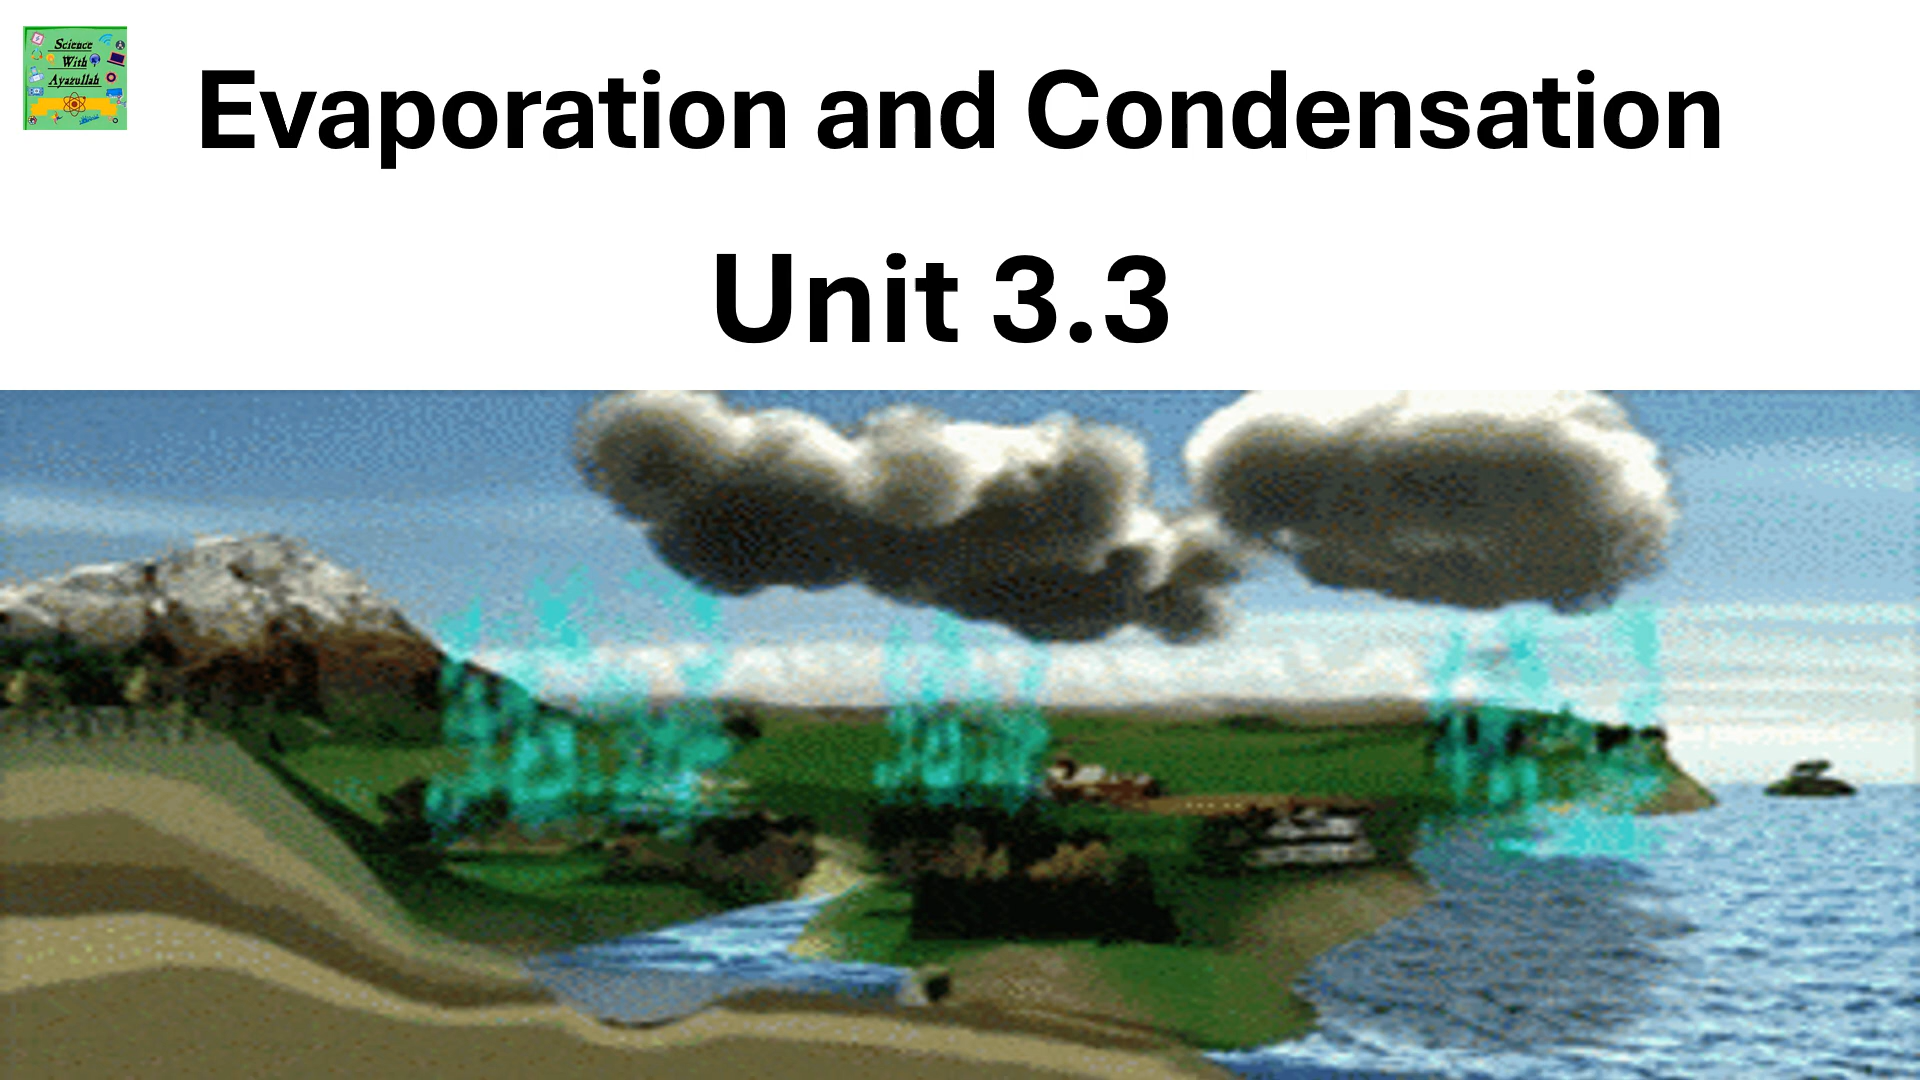 Science
With
Ayazullah
Evaporation and Condensation
Unit 3.3